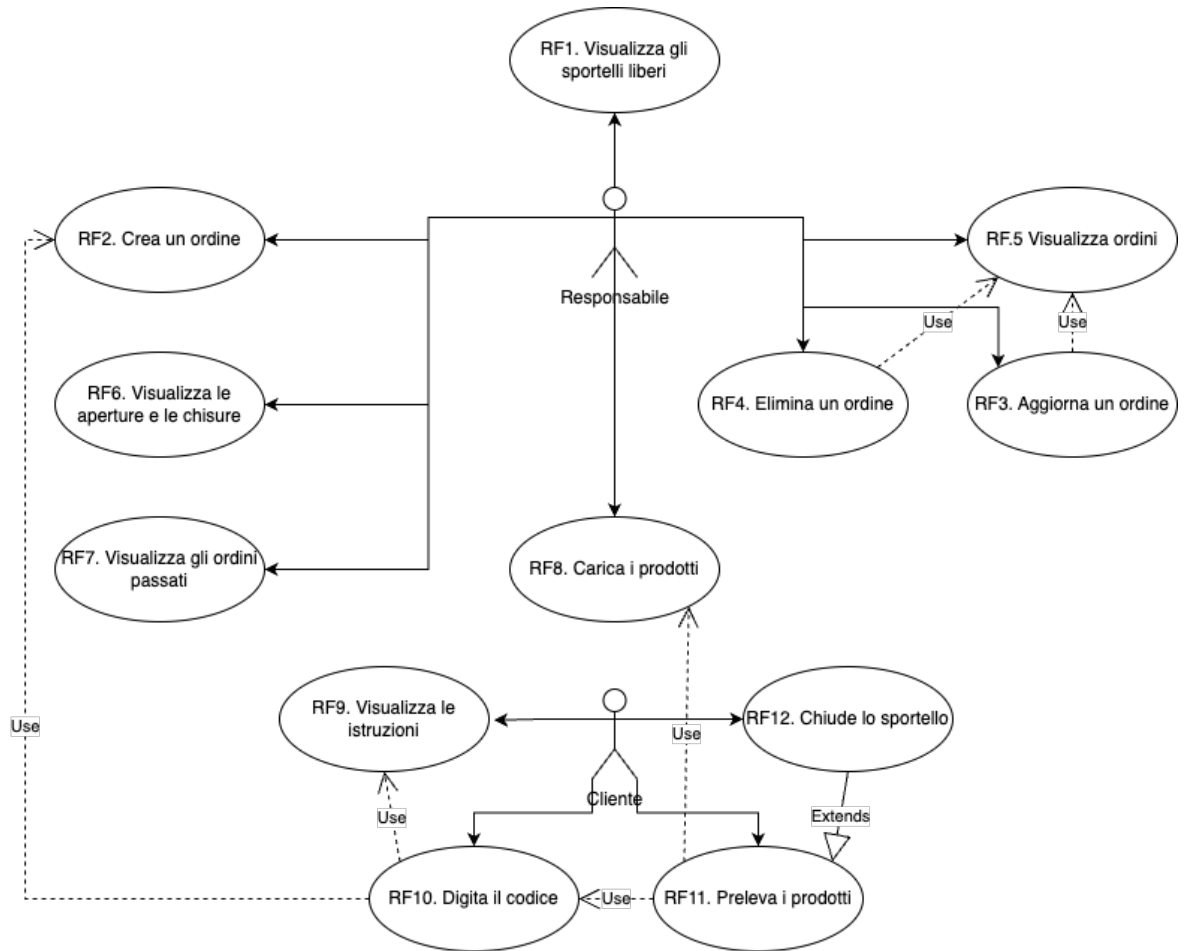 RF1. Visualizza gli
sportelli liberi
RF2. Crea un ordine
RF.5 Visualizza ordini
Responsabile
Use
Use
RF6. Visualizza le
aperture e le chisure
RF4. Elimina un ordine
RF3. Aggiorna un ordine
RF7. Visualizza gli ordini
passati
RF8. Carica i prodotti
RF9. Visualizza le
istruzioni
RF12. Chiude lo sportello
Use
Use
Cliente
Use
Extends
RF10. Digita il codice
Use
RF11. Preleva i prodotti